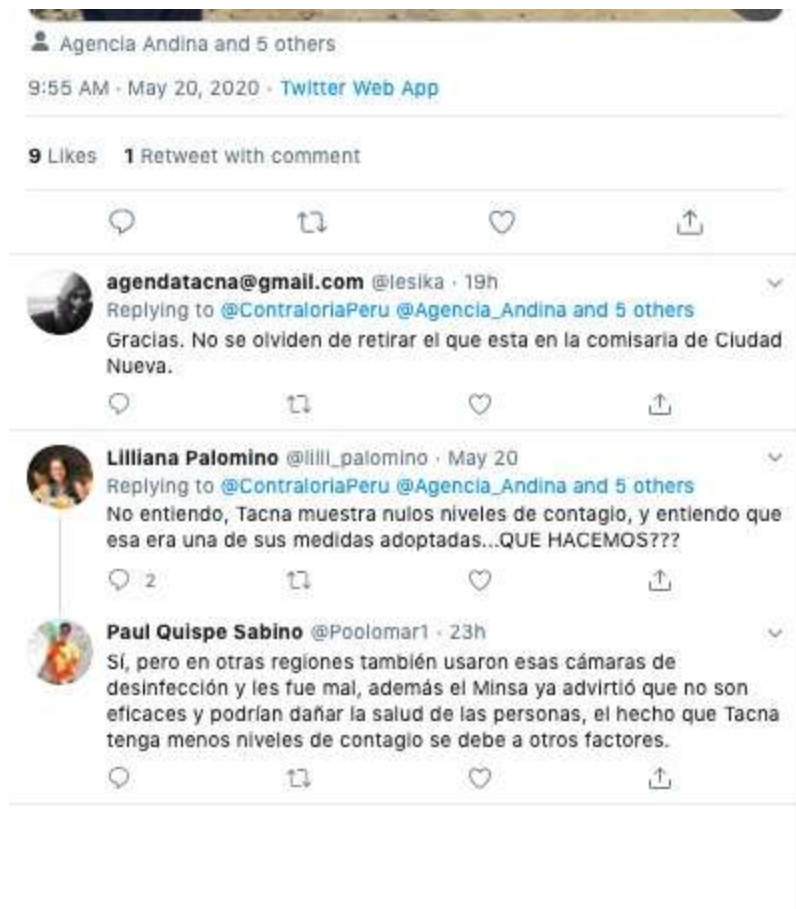 Agencia Andina and 5 others
9:55 AM · May 20, 2020 · Twitter Web App
9 Likes 1 Retweet with comment
agendatacna@gmail.com @lesika · 19h
Replying to @ContraloriaPeru @Agencia_Andina and 5 others
Gracias. No se olviden de retirar el que esta en la comisaria de Ciudad
Nueva.
Lilliana Palomino @lilli_palomino · May 20
Replying to @ContraloriaPeru @Agencia_Andina and 5 others
No entiendo, Tacna muestra nulos niveles de contagio, y entiendo que
esa era una de sus medidas adoptadas...QUE HACEMOS???
2
Paul Quispe Sabino @Poolomar1 · 23h
Sí, pero en otras regiones también usaron esas cámaras de
desinfección y les fue mal, además el Minsa ya advirtió que no son
eficaces y podrían dañar la salud de las personas, el hecho que Tacna
tenga menos niveles de contagio se debe a otros factores.